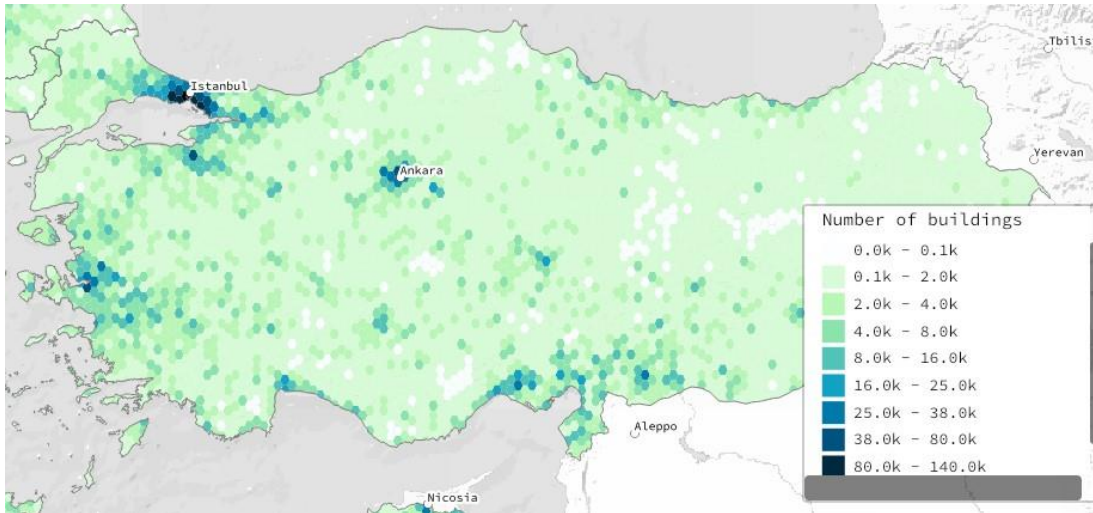 Tbilis
Istanbul
Yerevan
Ankara
Number of buildings
0.0k - 0.1k
0.1k - 2.0k
2.0k - 4.0k
4.0k - 8.0k
8.0k - 16.0k
16.0k - 25.0k
25.0k - 38.0k
38.0k - 80.0k
80.0k - 140.0k
Aleppo
Nicosia